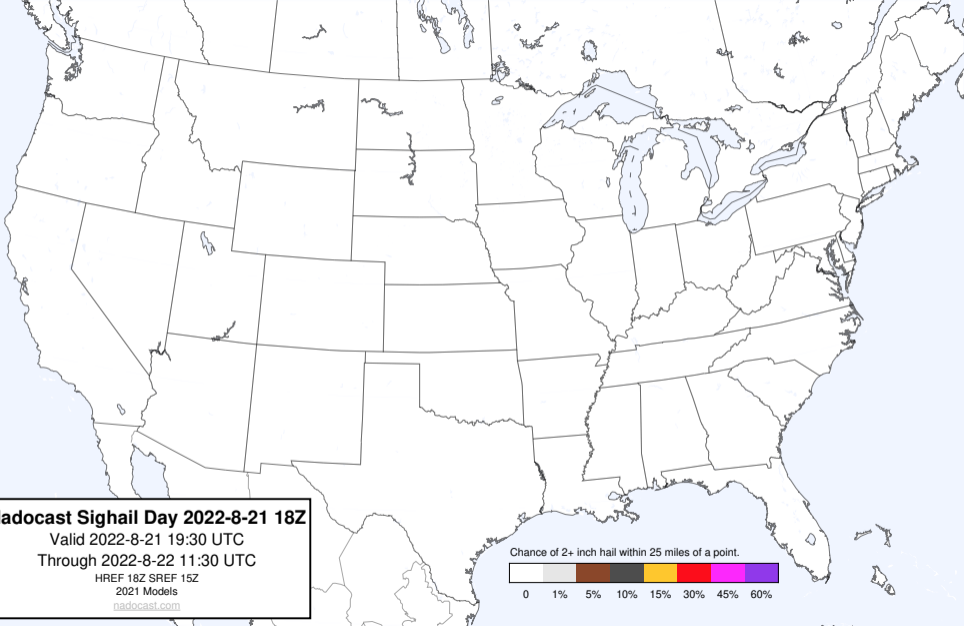 adocast Sighail Day 2022-8-21 18Z
Valid 2022-8-21 19:30 UTC
Through 2022-8-22 11:30 UTC
HREF 18Z SREF 15Z
2021 Models
nadocast.com
Chance of 2+ inch hail within 25 miles of a point.
0 1% 5% 10% 15% 30% 45% 60%